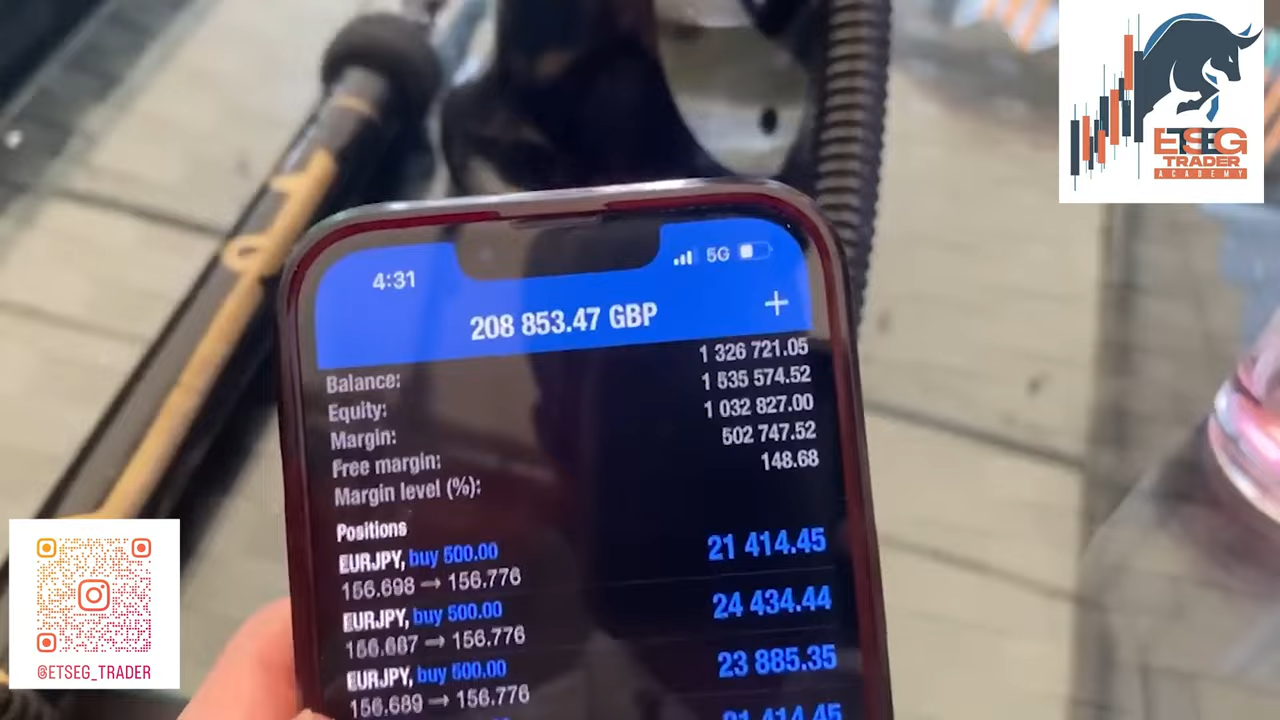 ETSEG
TRADER
ACADEMY
4:31
5G
208 853.47 GBP
Balance: 1 326 721.05
Equity: 1 535 574.52
Margin: 1 032 827.00
Free margin: 502 747.52
Margin level (%): 148.68
Positions
EURJPY, buy 500.00 21 414.45
156.698 → 156.776
EURJPY, buy 500.00 24 434.44
156.687 → 156.776
EURJPY, buy 500.00 23 885.35
156.689 → 156.776
21 414.45
@ETSEG_TRADER